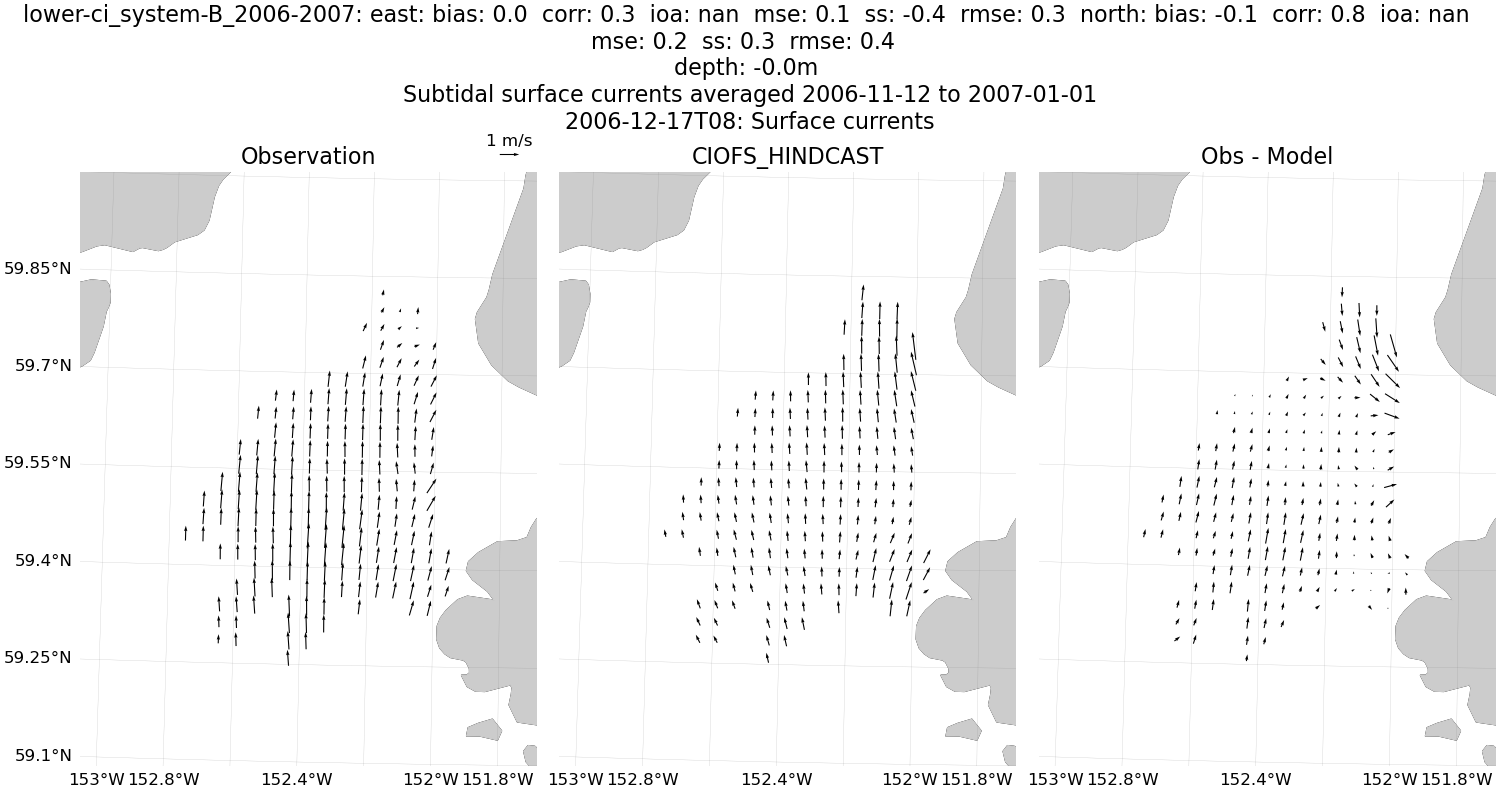 lower-ci_system-B_2006-2007: east: bias: 0.0 corr: 0.3 ioa: nan mse: 0.1 ss: -0.4 rmse: 0.3 north: bias: -0.1 corr: 0.8 ioa: nan
mse: 0.2 ss: 0.3 rmse: 0.4
depth: -0.0m
Subtidal surface currents averaged 2006-11-12 to 2007-01-01
2006-12-17T08: Surface currents
1 m/s
Observation
CIOFS_HINDCAST
Obs - Model
59.85°N
59.7°N
59.55°N
59.4°N
59.25°N
59.1°N
153°W 152.8°W 152.4°W 152°W 151.8°W
153°W 152.8°W 152.4°W 152°W 151.8°W
153°W 152.8°W 152.4°W 152°W 151.8°W